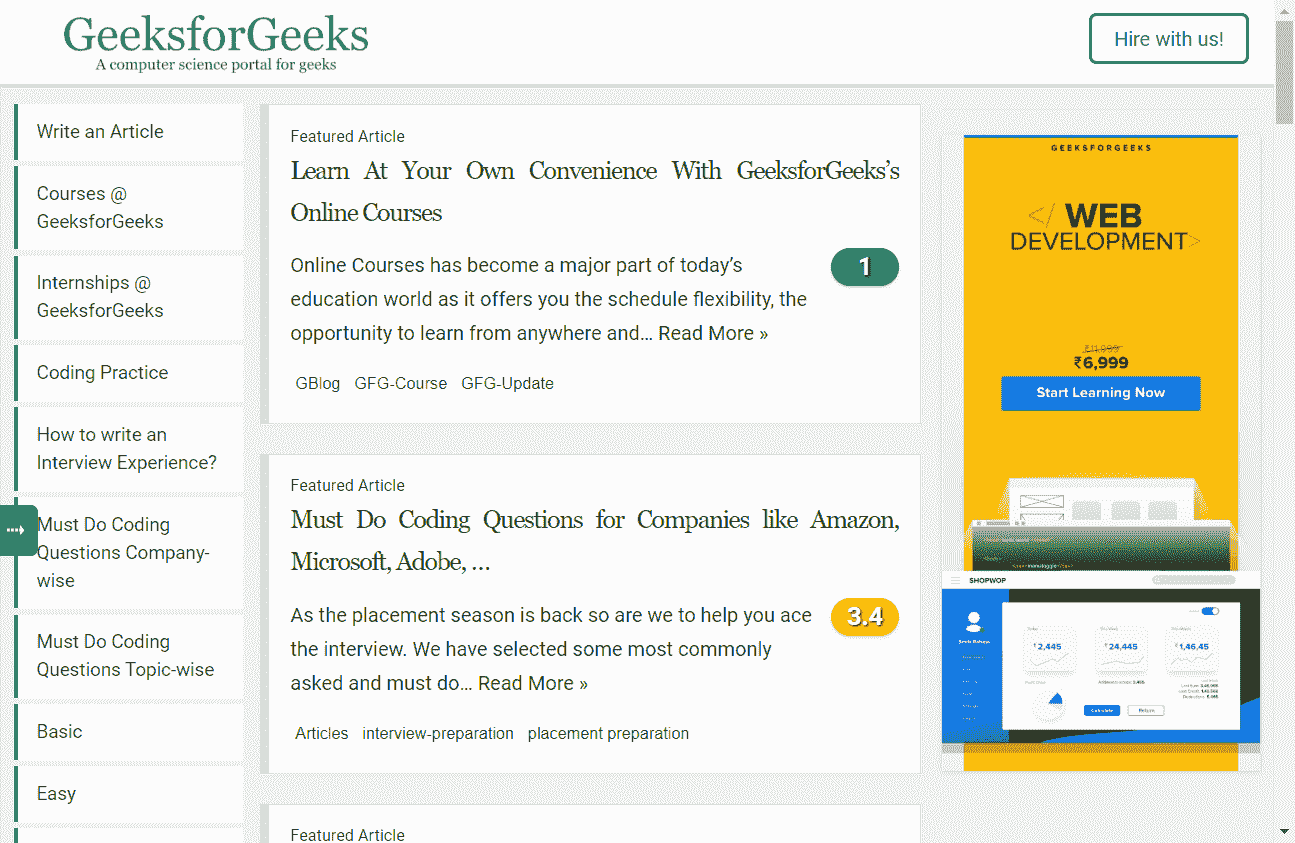 GeeksforGeeks
A computer science portal for geeks
Hire with us!
Write an Article
Courses @
GeeksforGeeks
Internships @
GeeksforGeeks
Coding Practice
How to write an
Interview Experience?
Must Do Coding
Questions Company-
wise
Must Do Coding
Questions Topic-wise
Basic
Easy
Featured Article
Learn At Your Own Convenience With GeeksforGeeks’s
Online Courses
Online Courses has become a major part of today’s
education world as it offers you the schedule flexibility, the
opportunity to learn from anywhere and... Read More »
1
GBlog GFG-Course GFG-Update
Featured Article
Must Do Coding Questions for Companies like Amazon,
Microsoft, Adobe, ...
As the placement season is back so are we to help you ace
the interview. We have selected some most commonly
asked and must do... Read More »
3.4
Articles interview-preparation placement preparation
Featured Article
GEEKSFORGEEKS
</ WEB
DEVELOPMENT>
₹11,999
₹6,999
Start Learning Now
SHOPWOP
₹2,445
₹24,445
₹1,46,45
Return